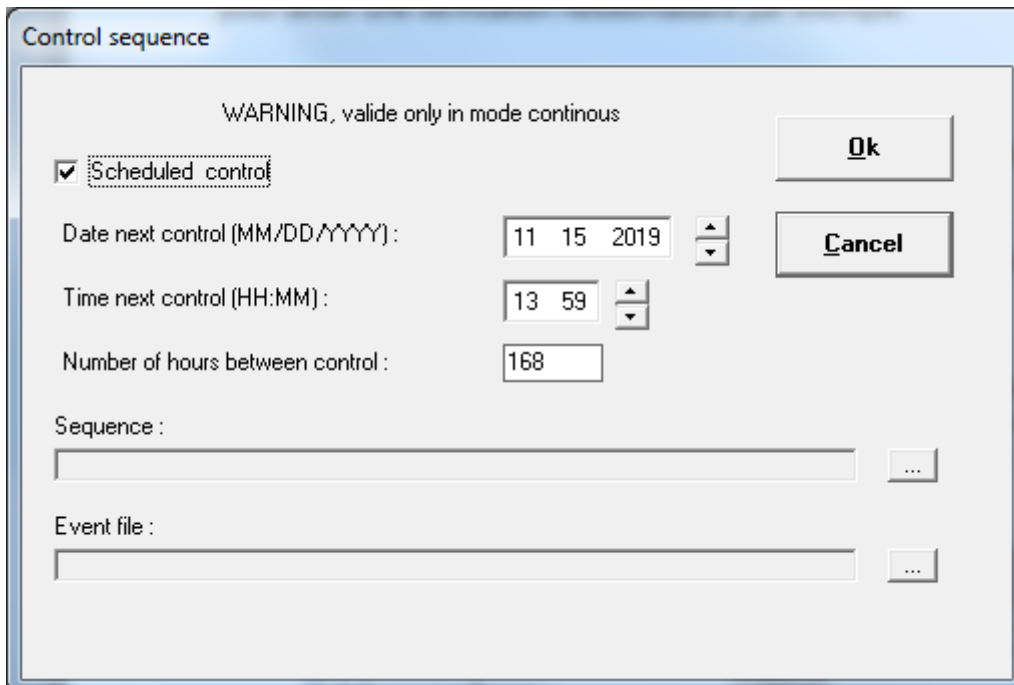 Control sequence
WARNING, valide only in mode continous
Ok
Scheduled control
Date next control (MM/DD/YYYY) : 11 15 2019
Cancel
Time next control (HH:MM) : 13 59
Number of hours between control : 168
Sequence :
...
Event file :
...